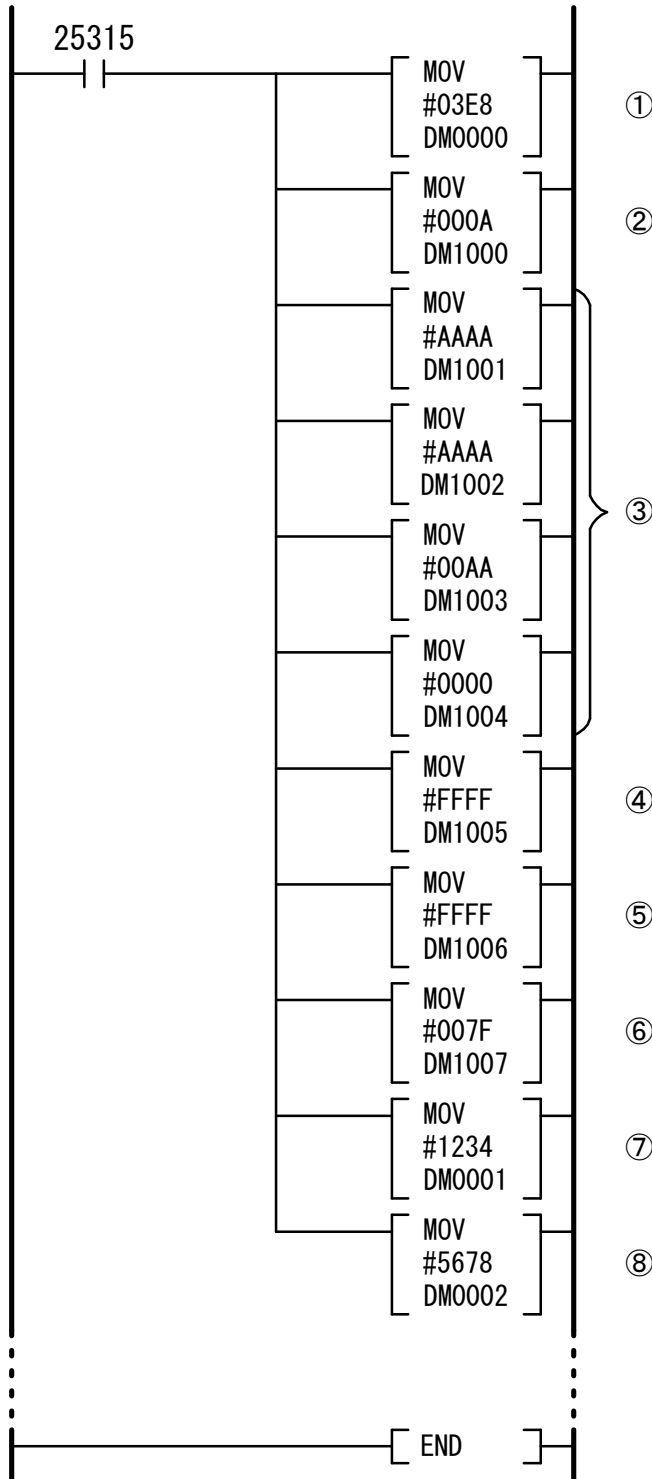 25315
MOV
#03E8
DM0000
①
MOV
#000A
DM1000
②
MOV
#AAAA
DM1001
MOV
#AAAA
DM1002
③
MOV
#00AA
DM1003
MOV
#0000
DM1004
MOV
#FFFF
DM1005
④
MOV
#FFFF
DM1006
⑤
MOV
#007F
DM1007
⑥
MOV
#1234
DM0001
⑦
MOV
#5678
DM0002
⑧
END